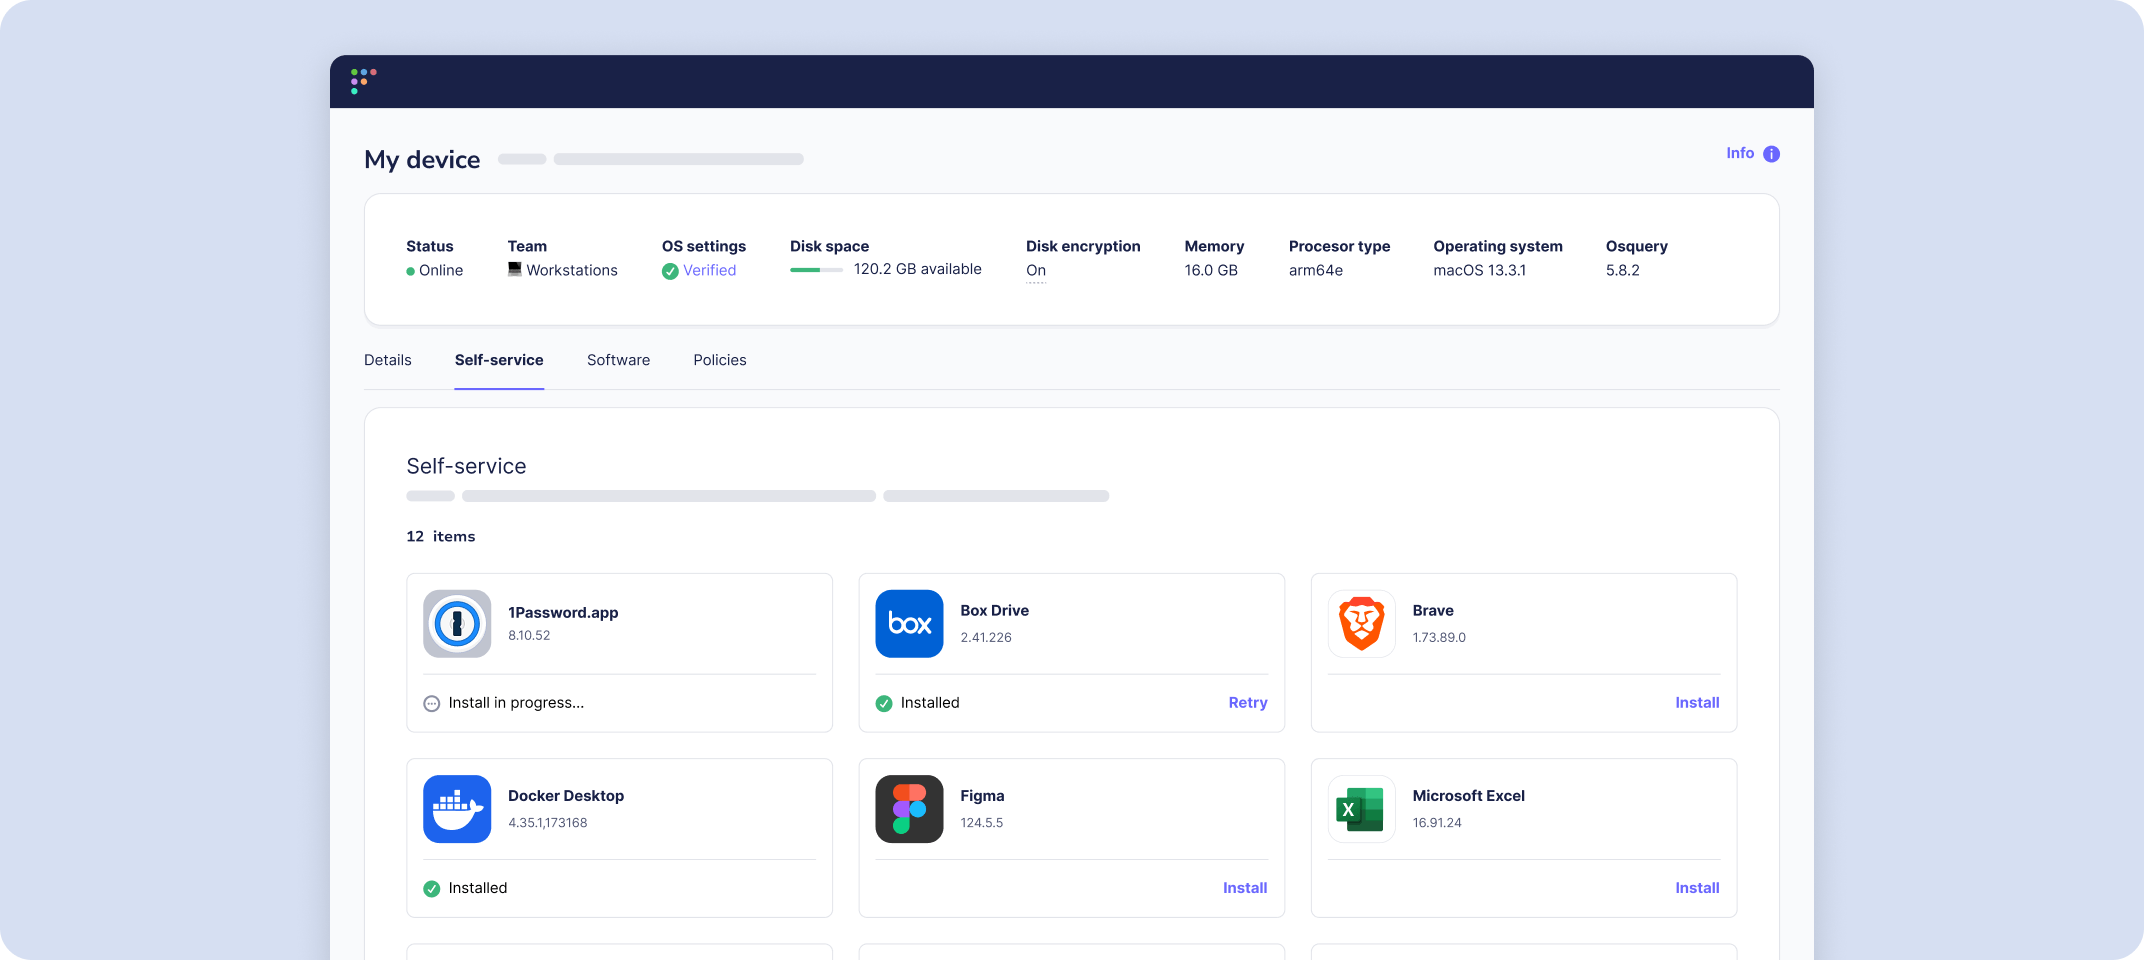 My device
Info
Status Team OS settings Disk space Disk encryption Memory Procesor type Operating system Osquery
Online Workstations Verified 120.2 GB available On 16.0 GB arm64e macOS 13.3.1 5.8.2
Details Self-service Software Policies
Self-service
12 items
1Password.app
8.10.52
Install in progress...
box
Box Drive
2.41.226
Installed Retry
Brave
1.73.89.0
Install
Docker Desktop
4.35.1,173168
Installed
Figma
124.5.5
Install
X
Microsoft Excel
16.91.24
Install